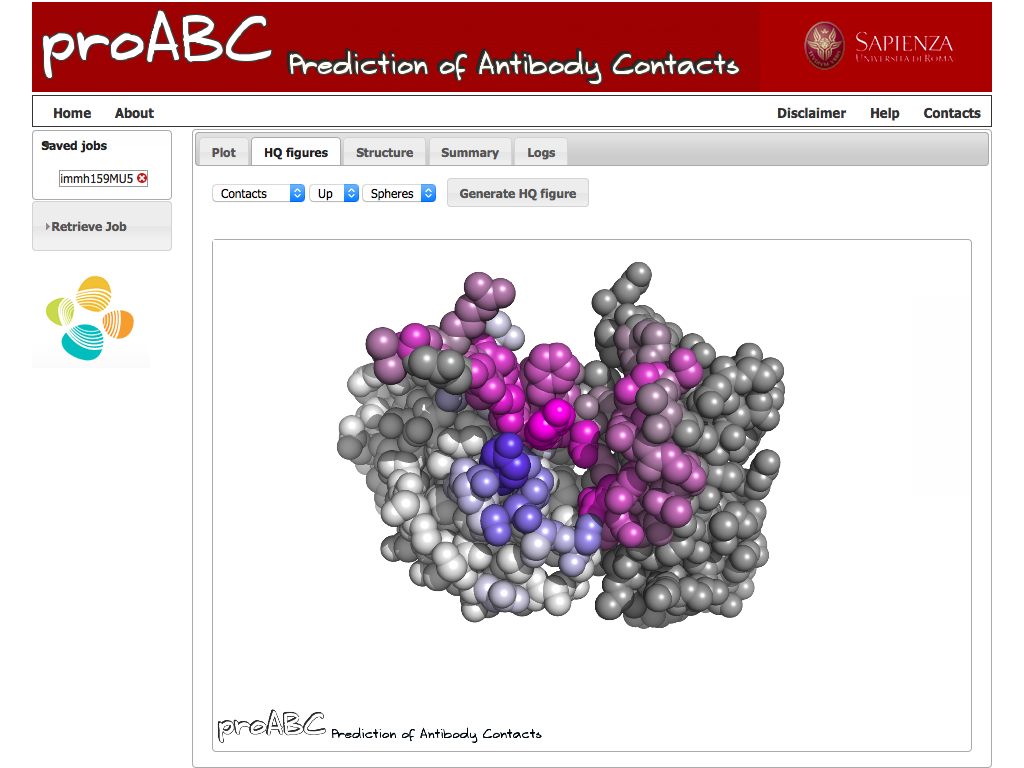 proABC Prediction of Antibody Contacts
SAPIENZA
UNIVERSITÀ DI ROMA
Home About Disclaimer Help Contacts
Saved jobs
immh159MU5
Retrieve Job
Plot HQ figures Structure Summary Logs
Contacts Up Spheres Generate HQ figure
proABC Prediction of Antibody Contacts